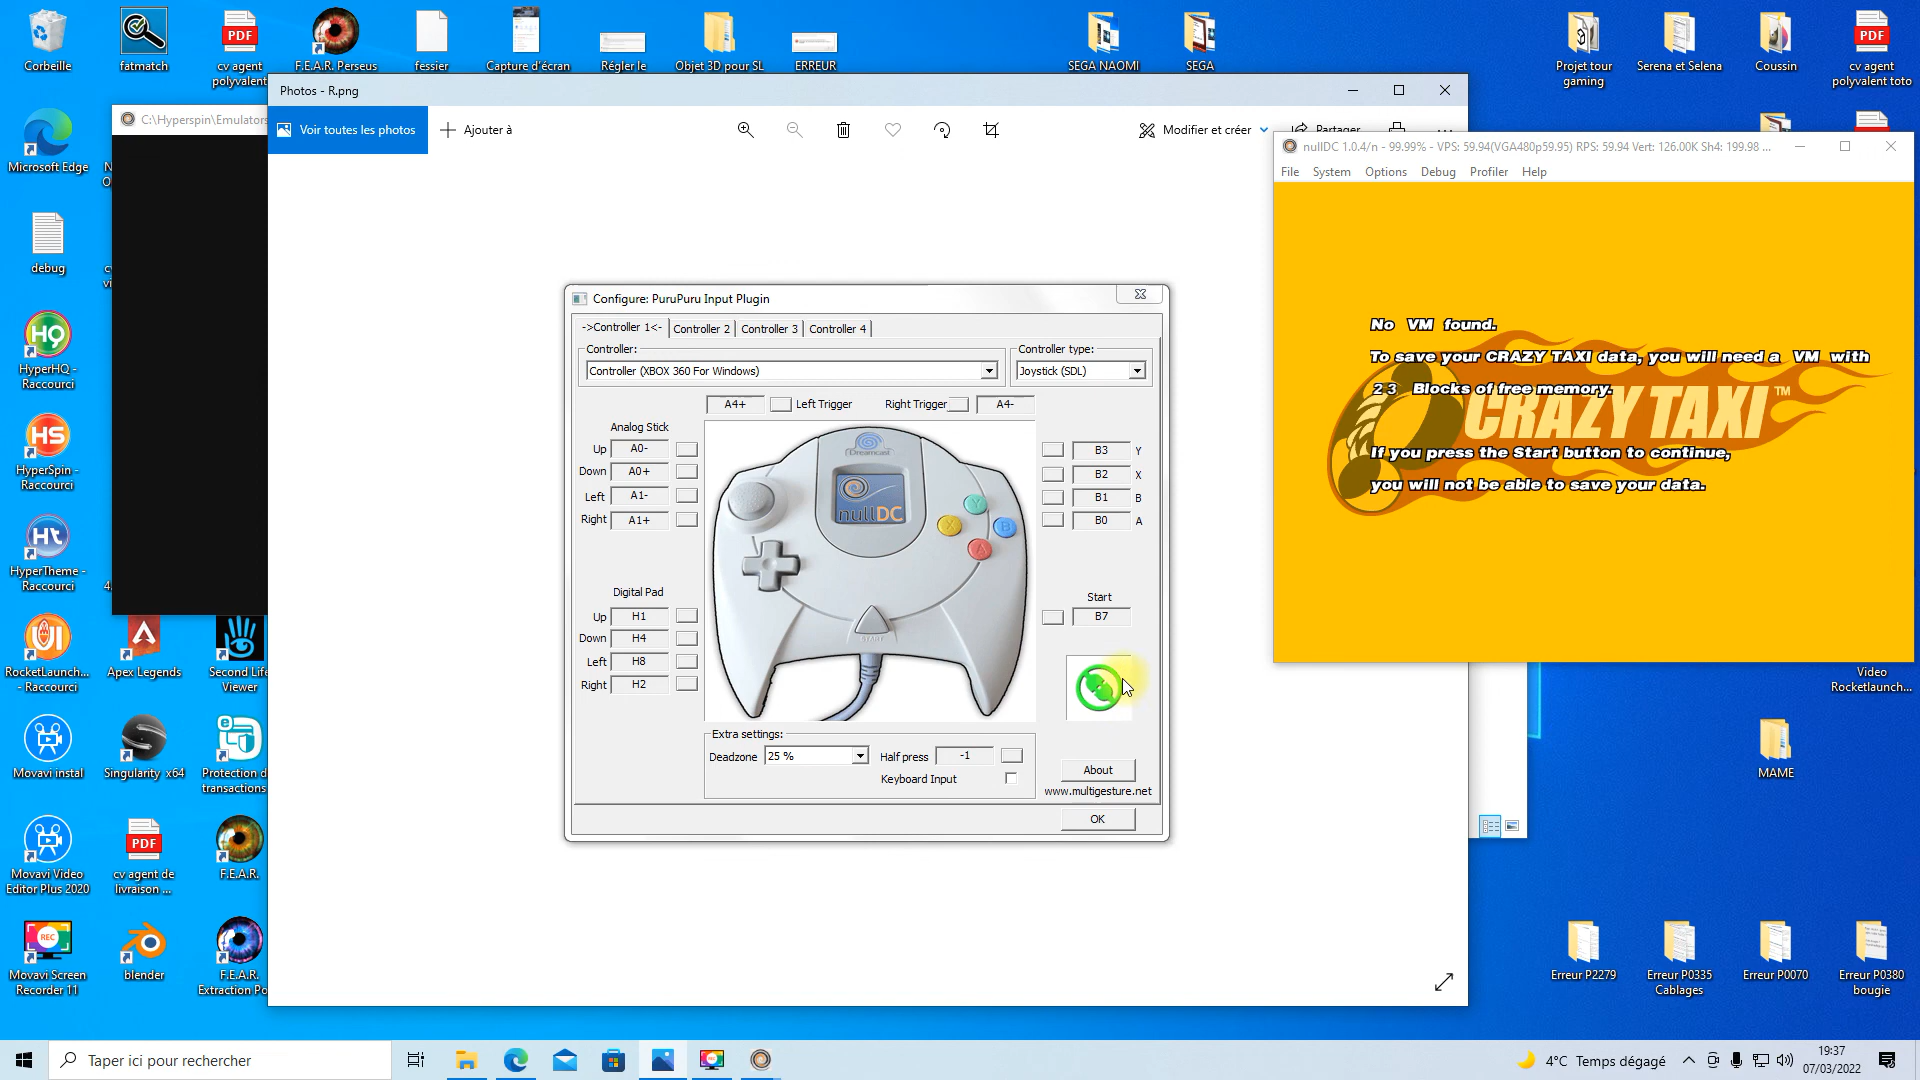 Corbeille
fatmatch
cv agent
polyvalent
F.E.A.R. Perseus
fessier
Capture d'écran
Régler le
Objet 3D pour SL
ERREUR
SEGA NAOMI
SEGA
Projet tour
gaming
Serena et Selena
Coussin
cv agent
polyvalent toto
Photos - R.png
Voir toutes les photos
Ajouter à
Modifier et créer
Partager
C:\Hyperspin\Emulators
Microsoft Edge
debug
HyperHQ -
Raccourci
HyperSpin -
Raccourci
HyperTheme -
Raccourci
RocketLaunch...
- Raccourci
Apex Legends
Second Life
Viewer
Movavi instal
Singularity x64
Protection d
transactions
Movavi Video
Editor Plus 2020
cv agent de
livraison ...
F.E.A.R.
Movavi Screen
Recorder 11
blender
F.E.A.R.
Extraction Po
nullDC 1.0.4/n - 99.99% - VPS: 59.94(VGA480p59.95) RPS: 59.94 Vert: 126.00K Sh4: 199.98 ...
File System Options Debug Profiler Help
No VM found.
To save your CRAZY TAXI data, you will need a VM with
23 Blocks of free memory.
CRAZY TAXI™
If you press the Start button to continue,
you will not be able to save your data.
Configure: PuruPuru Input Plugin
->Controller 1<- Controller 2 Controller 3 Controller 4
Controller:
Controller (XBOX 360 For Windows)
Controller type:
Joystick (SDL)
A4+ Left Trigger Right Trigger A4-
Analog Stick
Up A0-
Down A0+
Left A1-
Right A1+
B3 Y
B2 X
B1 B
B0 A
Dreamcast
nullDC
Y
X
B
A
START
Digital Pad
Up H1
Down H4
Left H8
Right H2
Start
B7
Extra settings:
Deadzone 25 %
Half press -1
Keyboard Input
About
www.multigesture.net
OK
Video
Rocketlaunch...
MAME
Erreur P2279
Erreur P0335
Cablages
Erreur P0070
Erreur P0380
bougie
Taper ici pour rechercher
4°C Temps dégagé
19:37
07/03/2022